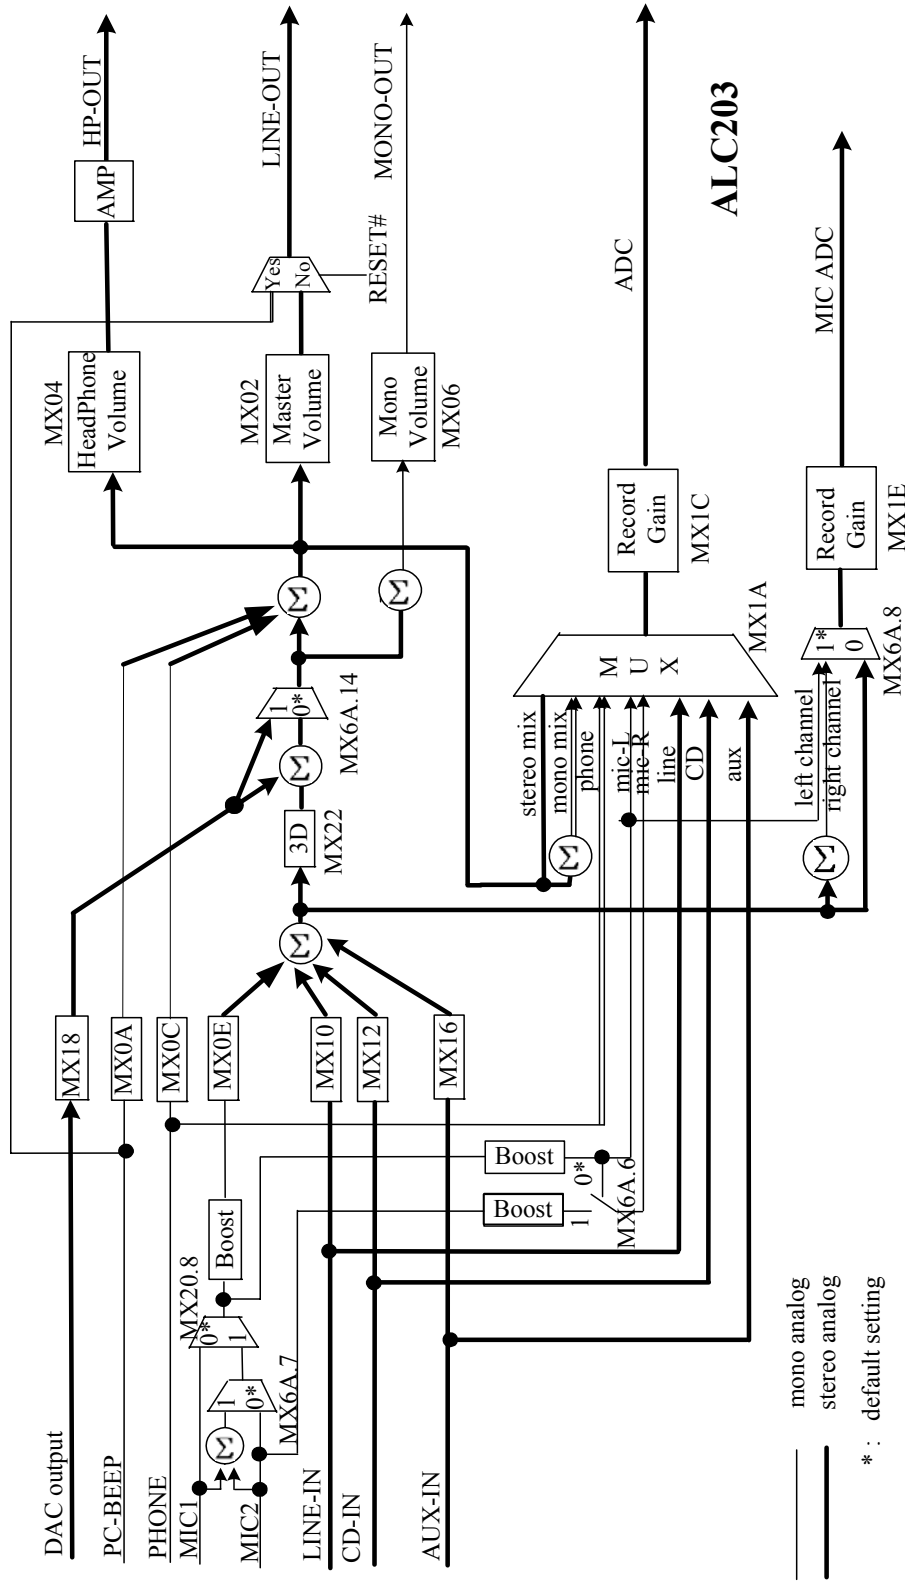 DAC output
PC-BEEP
PHONE
MIC1
MIC2
LINE-IN
CD-IN
AUX-IN
Σ
1
0*
MX6A.7
MX20.8
0*
1
Boost
Boost
Boost
1
0*
MX6A.6
MX18
MX0A
MX0C
MX0E
MX10
MX12
MX16
Σ
3D
MX22
Σ
1
0*
MX6A.14
Σ
Σ
MX04
HeadPhone
Volume
MX02
Master
Volume
Mono
Volume
MX06
AMP
Yes
No
RESET#
HP-OUT
LINE-OUT
MONO-OUT
Σ
stereo mix
mono mix
phone
mic-L
mic-R
line
CD
aux
M
U
X
MX1A
Record
Gain
MX1C
ADC
Σ
left channel
right channel
1*
0
MX6A.8
Record
Gain
MX1E
MIC ADC
ALC203
mono analog
stereo analog
* : default setting